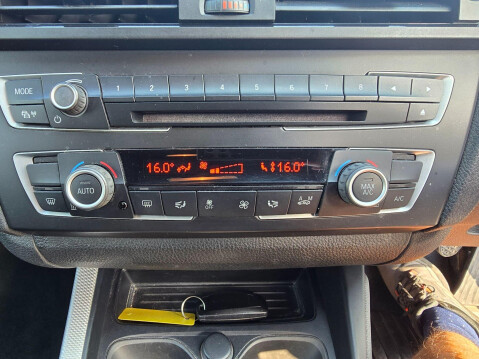 MODE 1 2 3 4 5 6 7 8
16.0° 16.0°
AUTO
MAX
A/C
OFF
A M
A/C